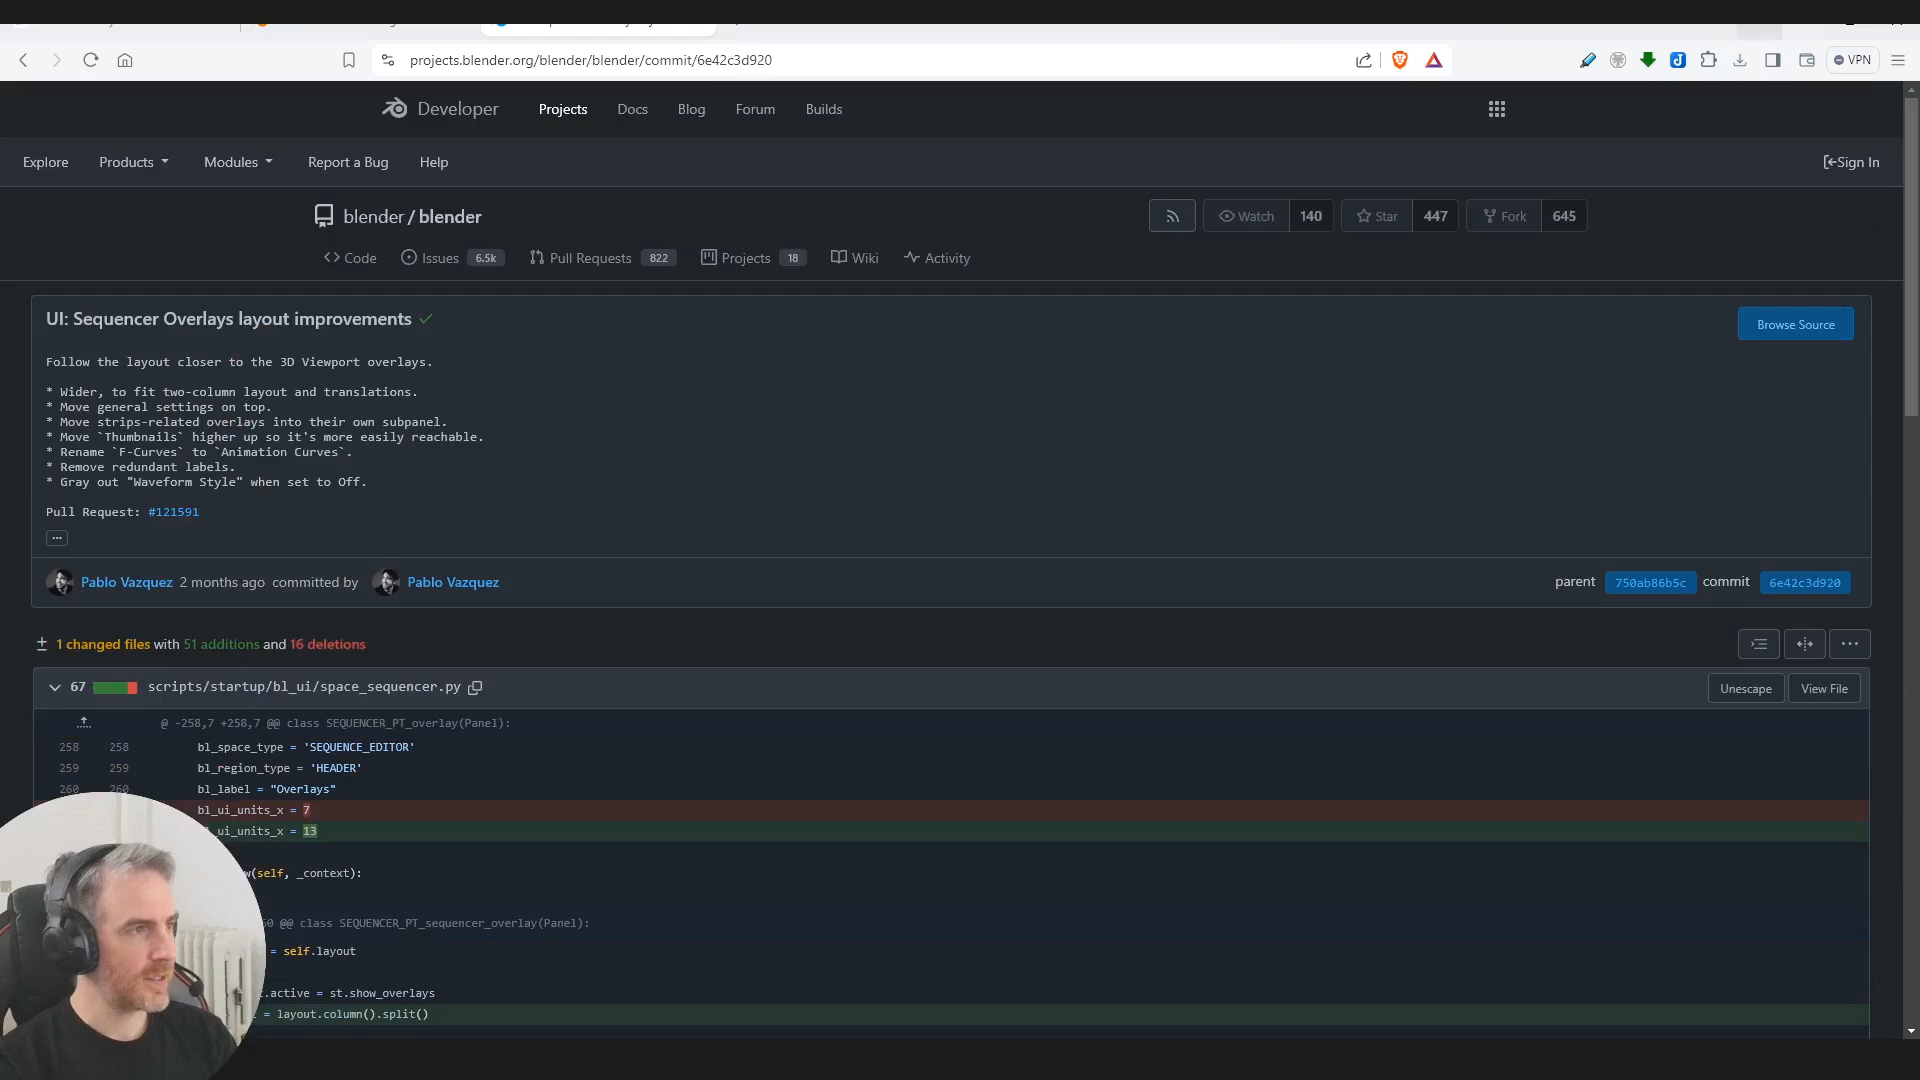 projects.blender.org/blender/blender/commit/6e42c3d920
VPN
Developer Projects Docs Blog Forum Builds
Explore Products Modules Report a Bug Help Sign In
blender / blender
Watch 140 Star 447 Fork 645
Code Issues 6.5k Pull Requests 822 Projects 18 Wiki Activity
UI: Sequencer Overlays layout improvements
Browse Source
Follow the layout closer to the 3D Viewport overlays.
* Wider, to fit two-column layout and translations.
* Move general settings on top.
* Move strips-related overlays into their own subpanel.
* Move `Thumbnails` higher up so it's more easily reachable.
* Rename `F-Curves` to `Animation Curves`.
* Remove redundant labels.
* Gray out "Waveform Style" when set to Off.
Pull Request: #121591
...
Pablo Vazquez 2 months ago committed by Pablo Vazquez parent 750ab86b5c commit 6e42c3d920
1 changed files with 51 additions and 16 deletions
67 scripts/startup/bl_ui/space_sequencer.py Unescape View File
@ -258,7 +258,7 @@ class SEQUENCER_PT_overlay(Panel):
258 258 bl_space_type = 'SEQUENCE_EDITOR'
259 259 bl_region_type = 'HEADER'
260 260 bl_label = "Overlays"
bl_ui_units_x = 7
_ui_units_x = 13
(self, _context):
@@ class SEQUENCER_PT_sequencer_overlay(Panel):
= self.layout
.active = st.show_overlays
= layout.column().split()